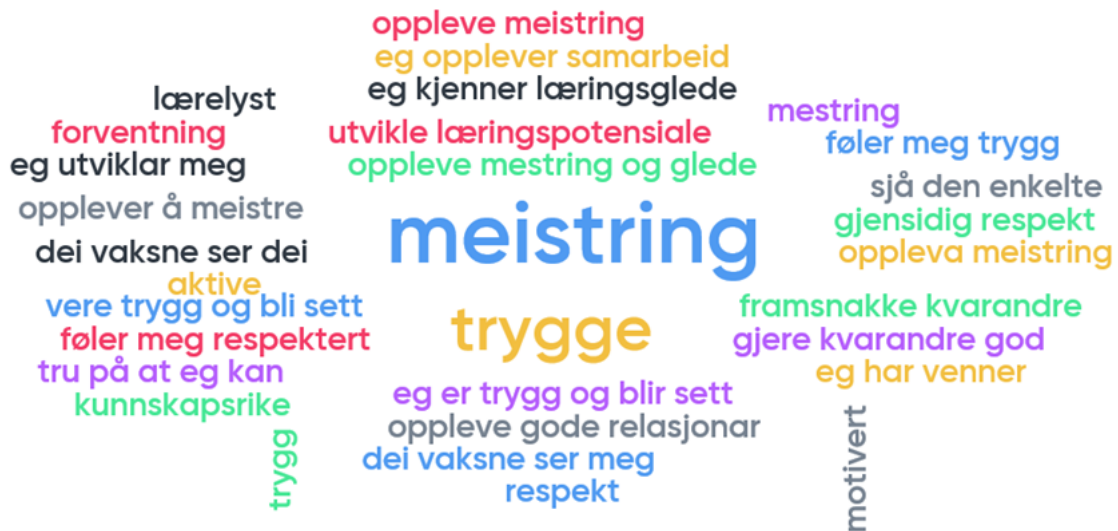 oppleve meistring
eg opplever samarbeid
eg kjenner læringsglede
lærelyst
mestring
forventning
utvikle læringspotensiale
føler meg trygg
eg utviklar meg
oppleve mestring og glede
sjå den enkelte
opplever å meistre
gjensidig respekt
meistring
dei vaksne ser dei
oppleva meistring
aktive
vere trygg og bli sett
framsnakke kvarandre
trygge
føler meg respektert
gjere kvarandre god
tru på at eg kan
eg har venner
eg er trygg og blir sett
kunnskapsrike
oppleve gode relasjonar
trygg
dei vaksne ser meg
motivert
respekt